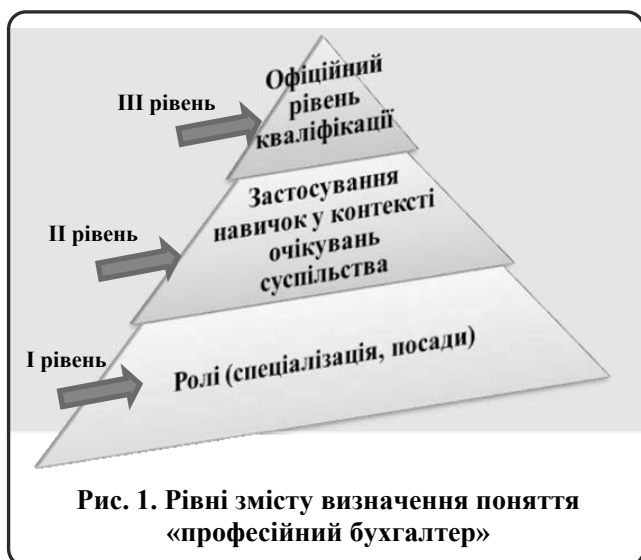 Офіційний
рівень
кваліфікації
III рівень
Застосування
навичок у контексті
очікувань
суспільства
II рівень
Ролі (спеціалізація, посади)
I рівень
Рис. 1. Рівні змісту визначення поняття
«професійний бухгалтер»